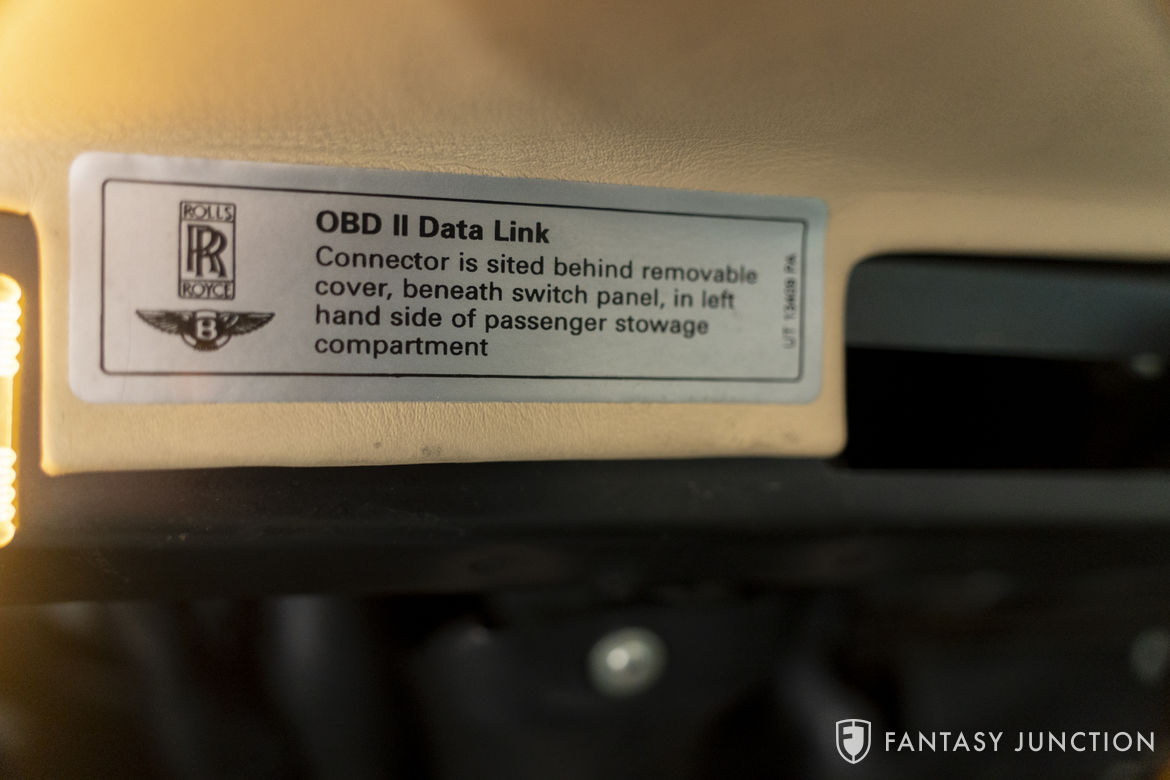 ROLLS
RR
ROYCE
B
OBD II Data Link
Connector is sited behind removable
cover, beneath switch panel, in left
hand side of passenger stowage
compartment
FANTASY JUNCTION